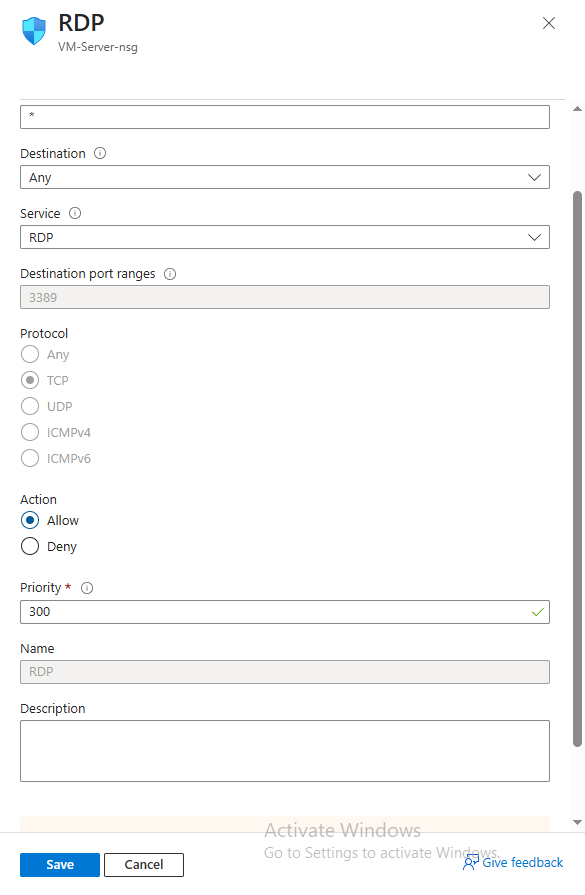 RDP
VM-Server-nsg
*
Destination
Any
Service
RDP
Destination port ranges
3389
Protocol
Any
TCP
UDP
ICMPv4
ICMPv6
Action
Allow
Deny
Priority *
300
Name
RDP
Description
Activate Windows
Go to Settings to activate Windows.
Save
Cancel
Give feedback